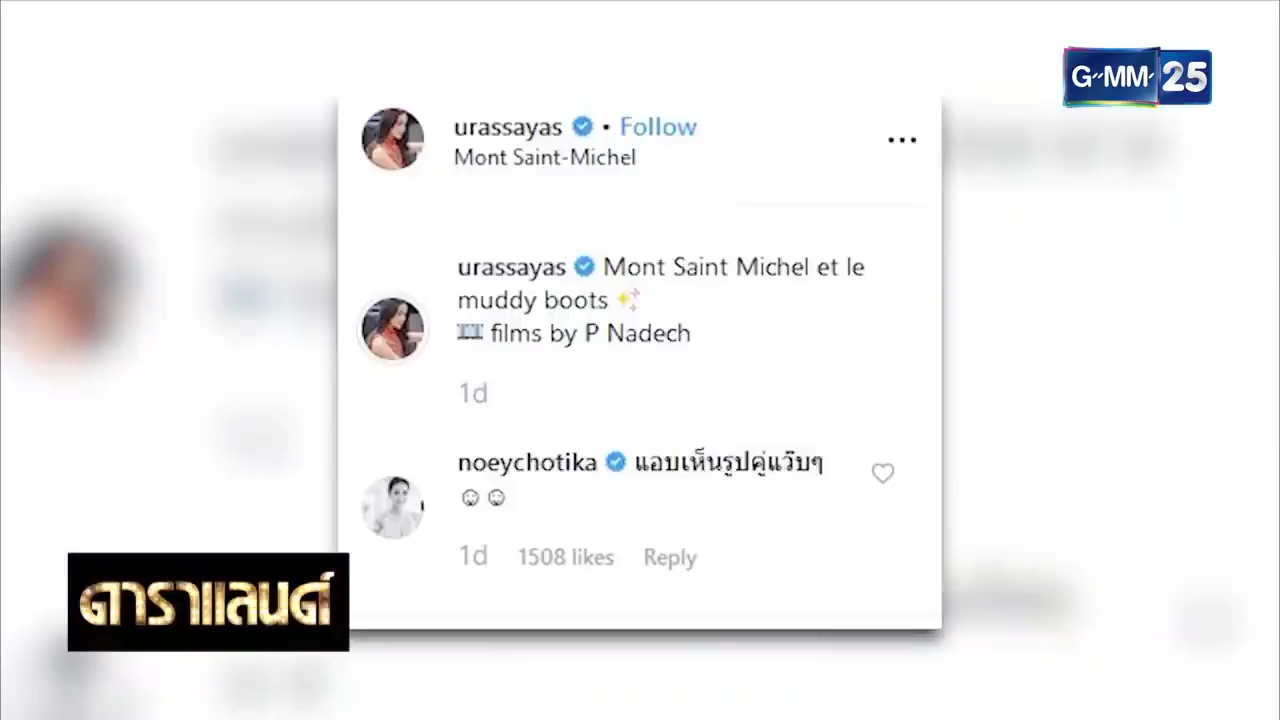 G-MM 25
urassayas • Follow
Mont Saint-Michel
urassayas Mont Saint Michel et le
muddy boots ✨
🎞 films by P Nadech
1d
noeychotika แอบเห็นรูปคู่แว๊บๆ
☺☺
1d 1508 likes Reply
ดาราแลนด์